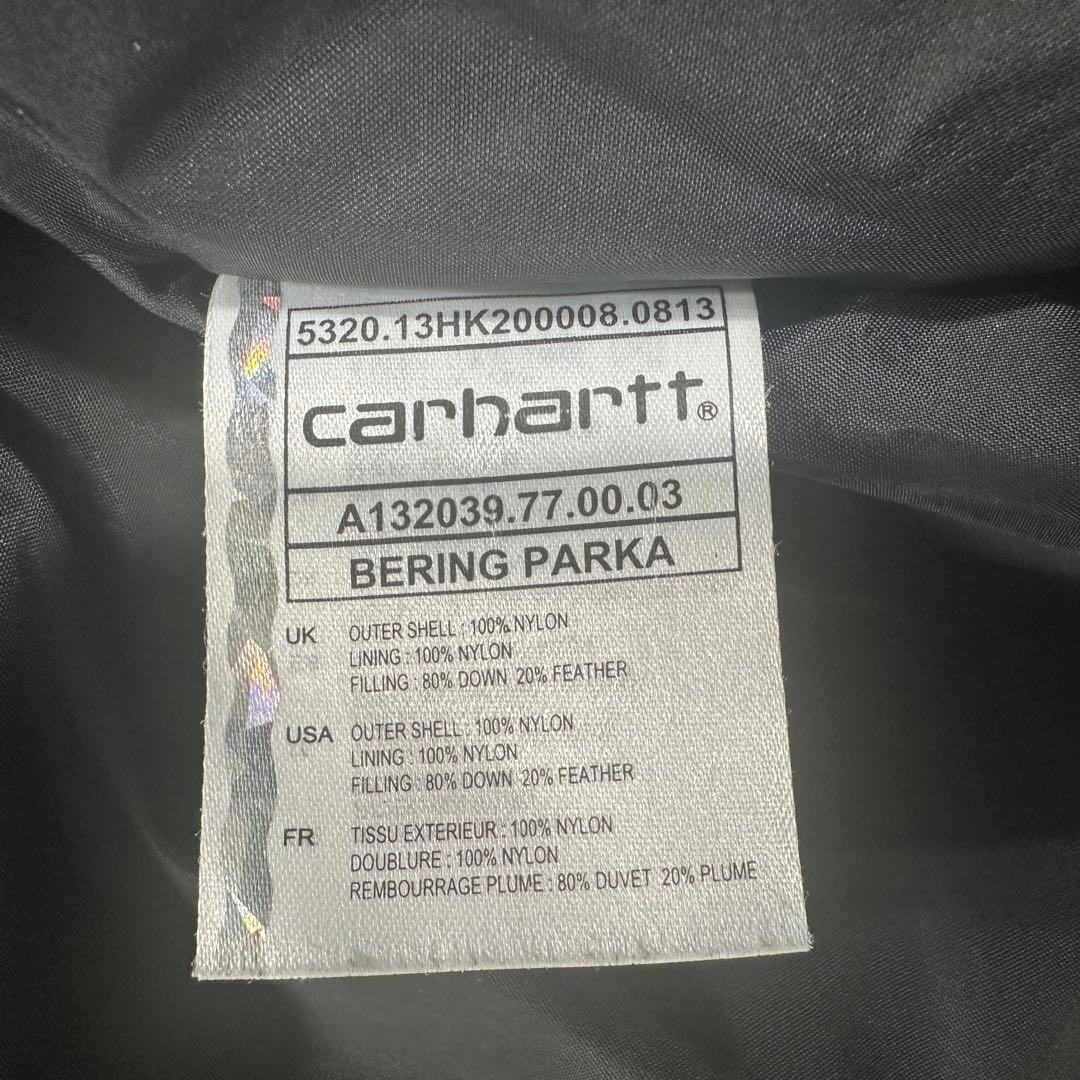 5320.13HK200008.0813
carhartt®
A132039.77.00.03
BERING PARKA
UK OUTER SHELL : 100% NYLON
LINING : 100% NYLON
FILLING : 80% DOWN 20% FEATHER
USA OUTER SHELL : 100% NYLON
LINING : 100% NYLON
FILLING : 80% DOWN 20% FEATHER
FR TISSU EXTERIEUR : 100% NYLON
DOUBLURE : 100% NYLON
REMBOURRAGE PLUME : 80% DUVET 20% PLUME